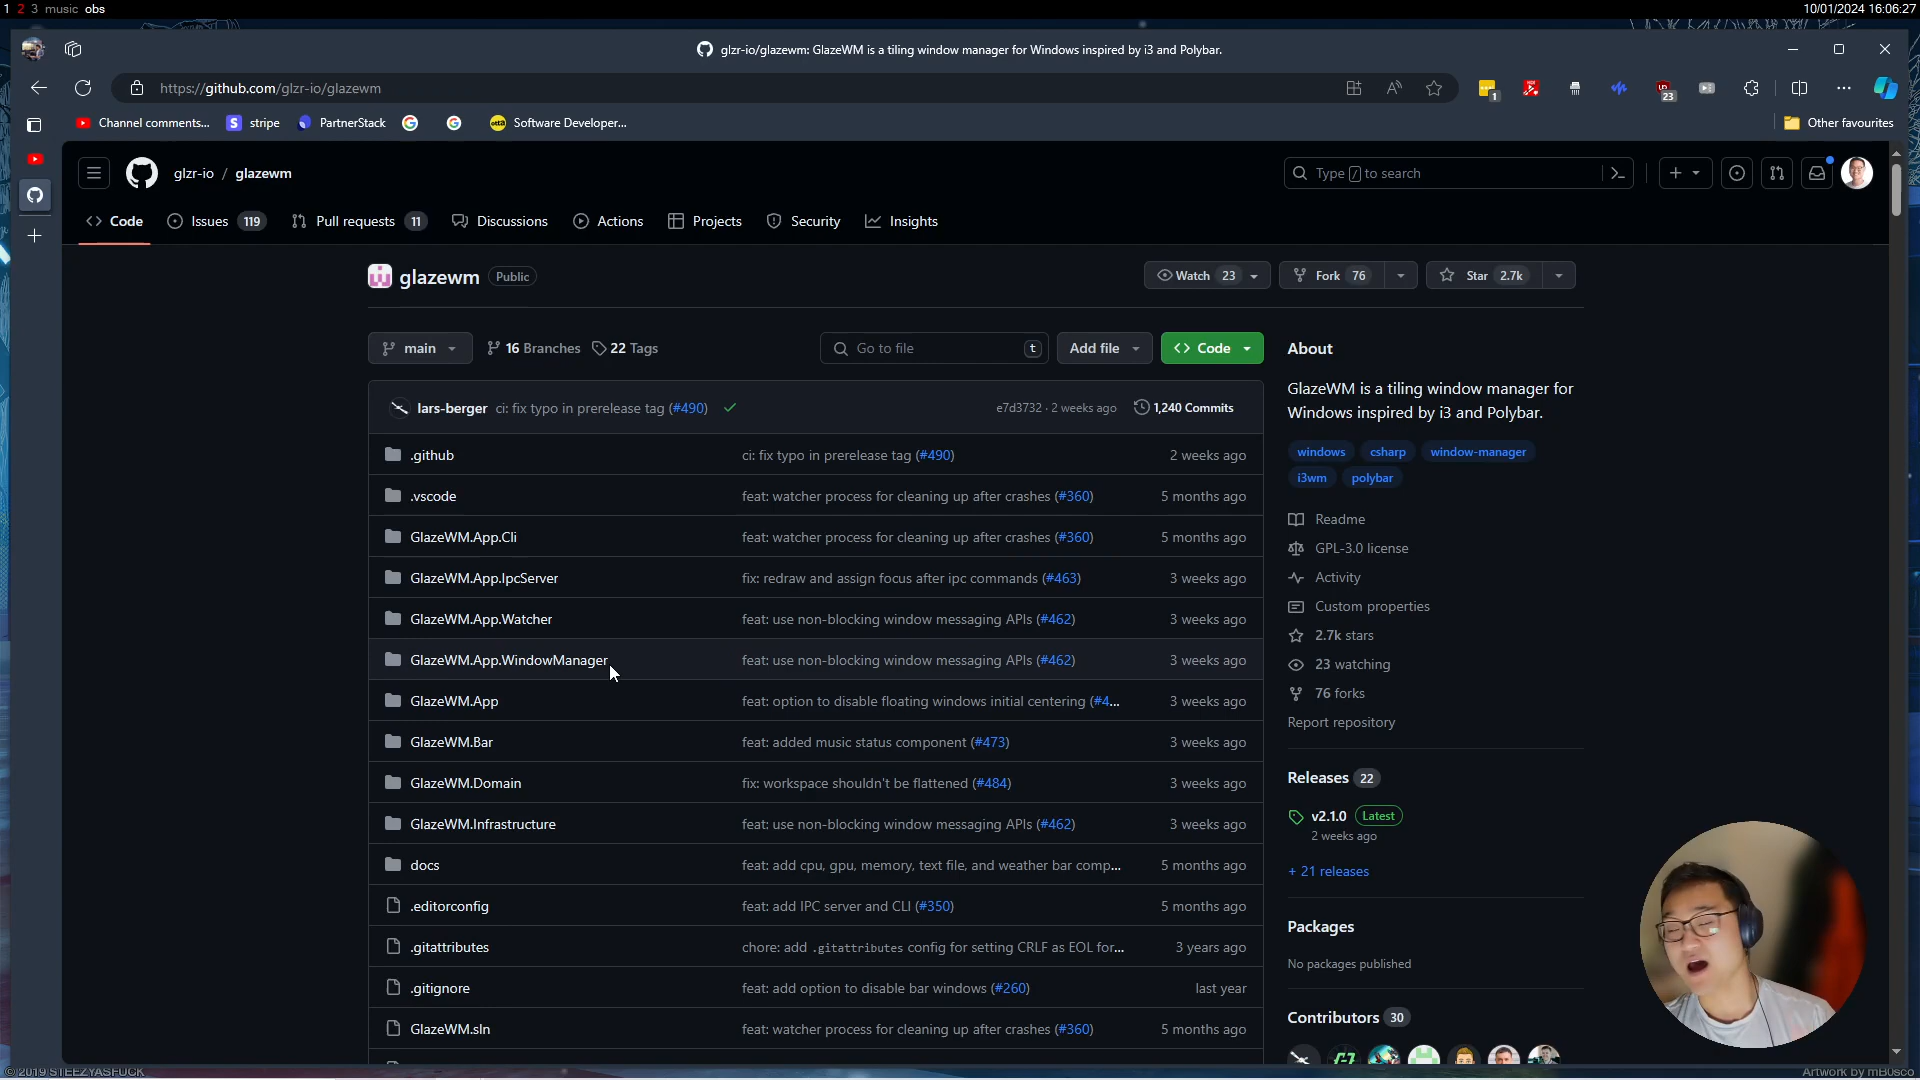 1 2 3 music obs
10/01/2024 16:06:27
glzr-io/glazewm: GlazeWM is a tiling window manager for Windows inspired by i3 and Polybar.
https://github.com/glzr-io/glazewm
1
23
Channel comments...
S stripe
PartnerStack
otta Software Developer...
Other favourites
glzr-io / glazewm
Type / to search
Code
Issues 119
Pull requests 11
Discussions
Actions
Projects
Security
Insights
glazewm Public
Watch 23
Fork 76
Star 2.7k
main
16 Branches
22 Tags
Go to file t
Add file
Code
lars-berger ci: fix typo in prerelease tag (#490)
e7d3732 · 2 weeks ago
1,240 Commits
.github ci: fix typo in prerelease tag (#490) 2 weeks ago
.vscode feat: watcher process for cleaning up after crashes (#360) 5 months ago
GlazeWM.App.Cli feat: watcher process for cleaning up after crashes (#360) 5 months ago
GlazeWM.App.IpcServer fix: redraw and assign focus after ipc commands (#463) 3 weeks ago
GlazeWM.App.Watcher feat: use non-blocking window messaging APIs (#462) 3 weeks ago
GlazeWM.App.WindowManager feat: use non-blocking window messaging APIs (#462) 3 weeks ago
GlazeWM.App feat: option to disable floating windows initial centering (#4... 3 weeks ago
GlazeWM.Bar feat: added music status component (#473) 3 weeks ago
GlazeWM.Domain fix: workspace shouldn't be flattened (#484) 3 weeks ago
GlazeWM.Infrastructure feat: use non-blocking window messaging APIs (#462) 3 weeks ago
docs feat: add cpu, gpu, memory, text file, and weather bar comp... 5 months ago
.editorconfig feat: add IPC server and CLI (#350) 5 months ago
.gitattributes chore: add .gitattributes config for setting CRLF as EOL for... 3 years ago
.gitignore feat: add option to disable bar windows (#260) last year
GlazeWM.sln feat: watcher process for cleaning up after crashes (#360) 5 months ago
About
GlazeWM is a tiling window manager for
Windows inspired by i3 and Polybar.
windows csharp window-manager
i3wm polybar
Readme
GPL-3.0 license
Activity
Custom properties
2.7k stars
23 watching
76 forks
Report repository
Releases 22
v2.1.0 Latest
2 weeks ago
+ 21 releases
Packages
No packages published
Contributors 30
© 2019 STEEZYASFUCK
Artwork by mB0sco